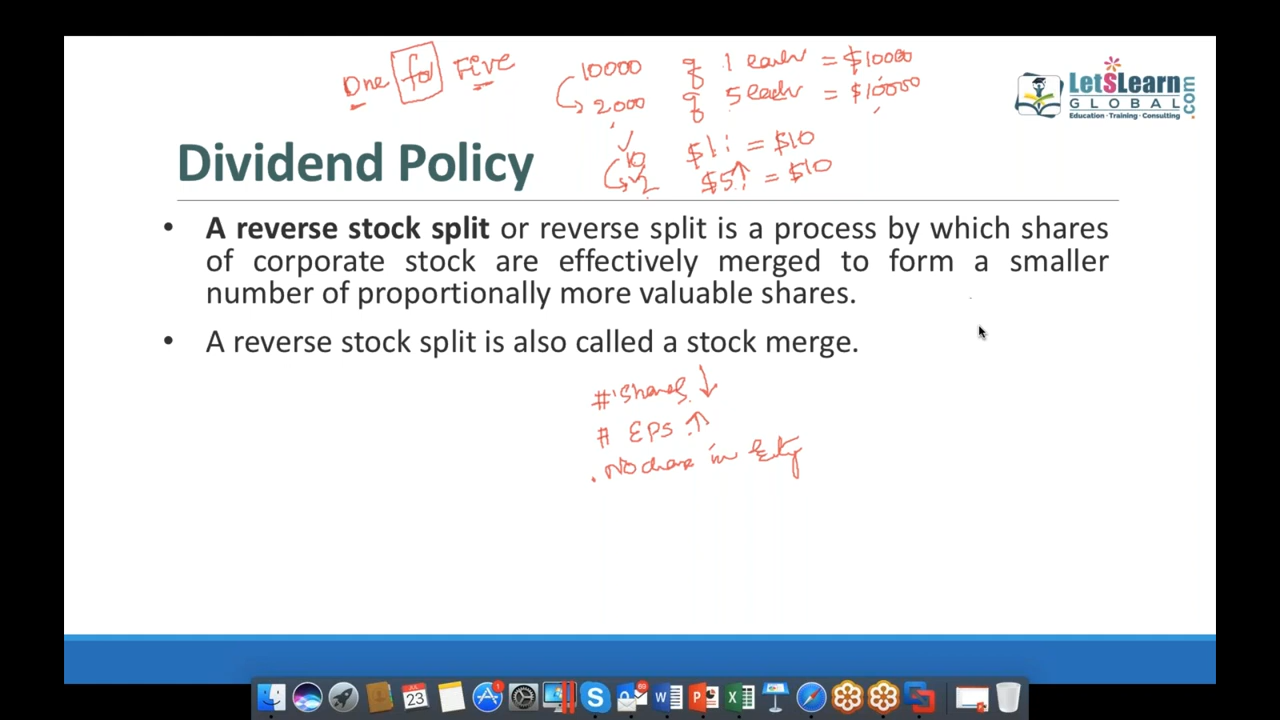 One for Five
10000 of 1 each = $10000
2000 of 5 each = $10000
10 $1 = $10
2 $5 ↑ = $10
LetSLearn
GLOBAL.com
Education · Training · Consulting
Dividend Policy
• A reverse stock split or reverse split is a process by which shares
of corporate stock are effectively merged to form a smaller
number of proportionally more valuable shares.
• A reverse stock split is also called a stock merge.
# Shares ↓
# EPS ↑
. No in
JUL
23